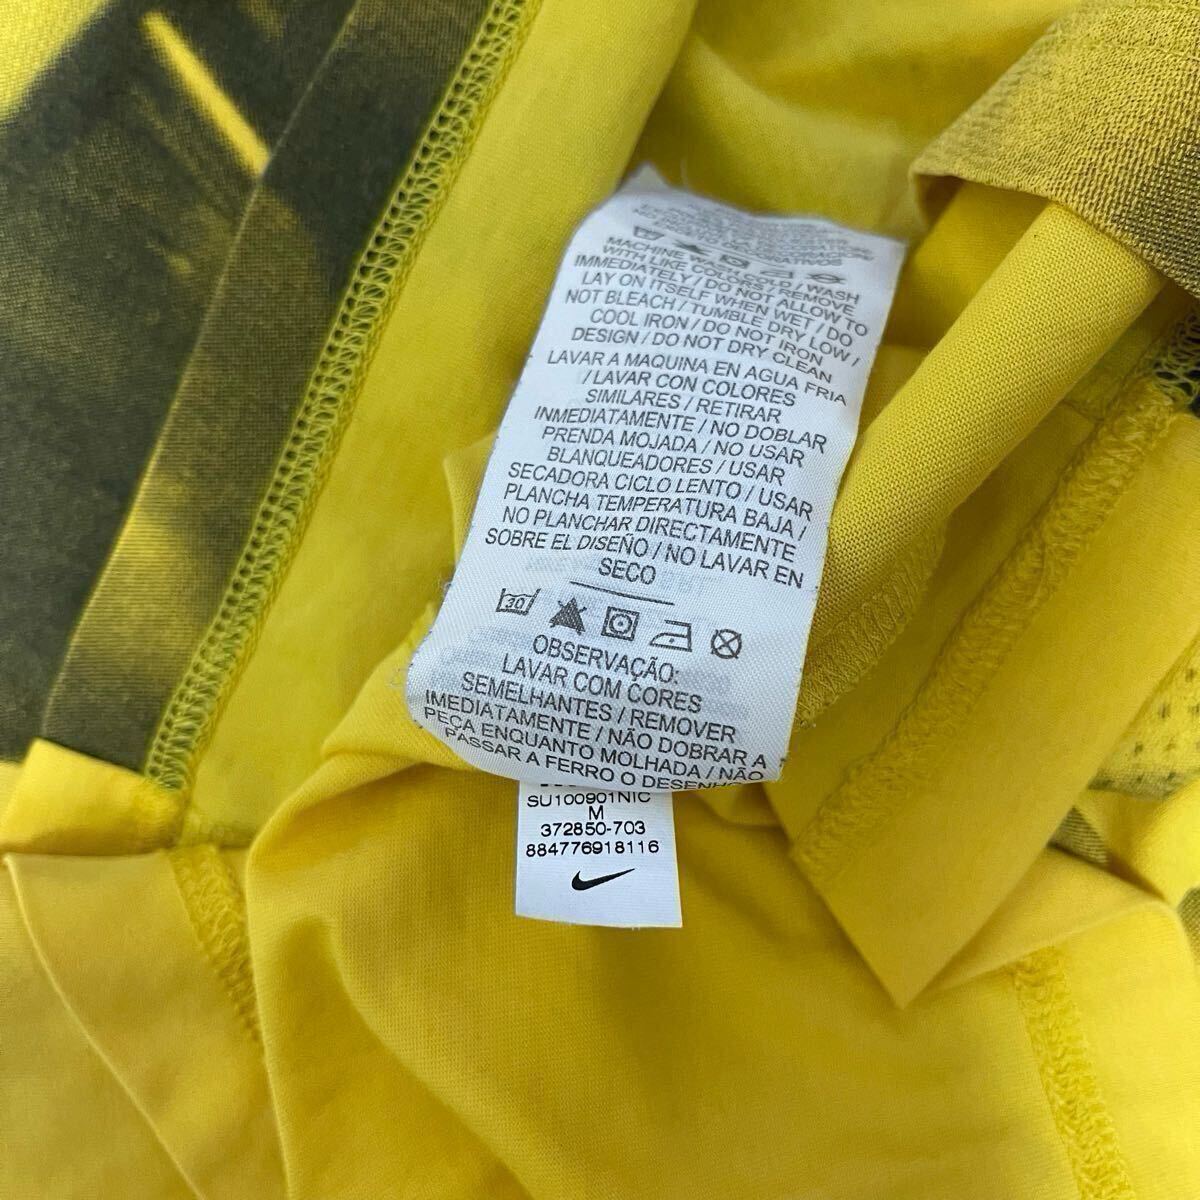 MACHINE WASH COLD / WASH
WITH LIKE COLOURS / REMOVE
IMMEDIATELY / DO NOT ALLOW TO
LAY ON ITSELF WHEN WET / DO
NOT BLEACH / TUMBLE DRY LOW /
COOL IRON / DO NOT IRON
DESIGN / DO NOT DRY CLEAN
LAVAR A MAQUINA EN AGUA FRIA
/ LAVAR CON COLORES
SIMILARES / RETIRAR
INMEDIATAMENTE / NO DOBLAR
PRENDA MOJADA / NO USAR
BLANQUEADORES / USAR
SECADORA CICLO LENTO / USAR
PLANCHA TEMPERATURA BAJA /
NO PLANCHAR DIRECTAMENTE
SOBRE EL DISEÑO / NO LAVAR EN
SECO
30
OBSERVAÇÃO:
LAVAR COM CORES
SEMELHANTES / REMOVER
IMEDIATAMENTE / NÃO DOBRAR A
PEÇA ENQUANTO MOLHADA / NÃO
PASSAR A FERRO O DESENHO
SU100901NIC
M
372850-703
884776918116